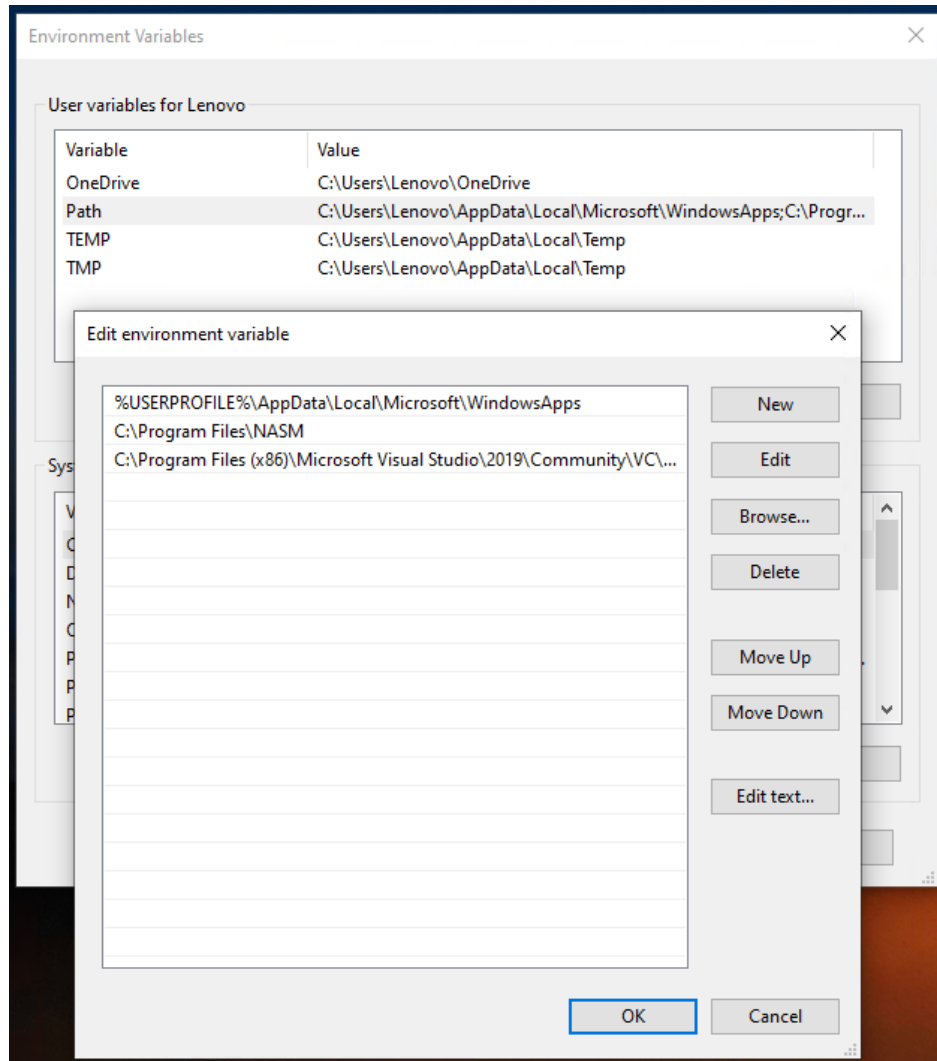 Environment Variables
User variables for Lenovo
Variable Value
OneDrive C:\Users\Lenovo\OneDrive
Path C:\Users\Lenovo\AppData\Local\Microsoft\WindowsApps;C:\Progr...
TEMP C:\Users\Lenovo\AppData\Local\Temp
TMP C:\Users\Lenovo\AppData\Local\Temp
Edit environment variable
%USERPROFILE%\AppData\Local\Microsoft\WindowsApps
C:\Program Files\NASM
C:\Program Files (x86)\Microsoft Visual Studio\2019\Community\VC\...
New
Edit
Browse...
Delete
Move Up
Move Down
Edit text...
OK
Cancel